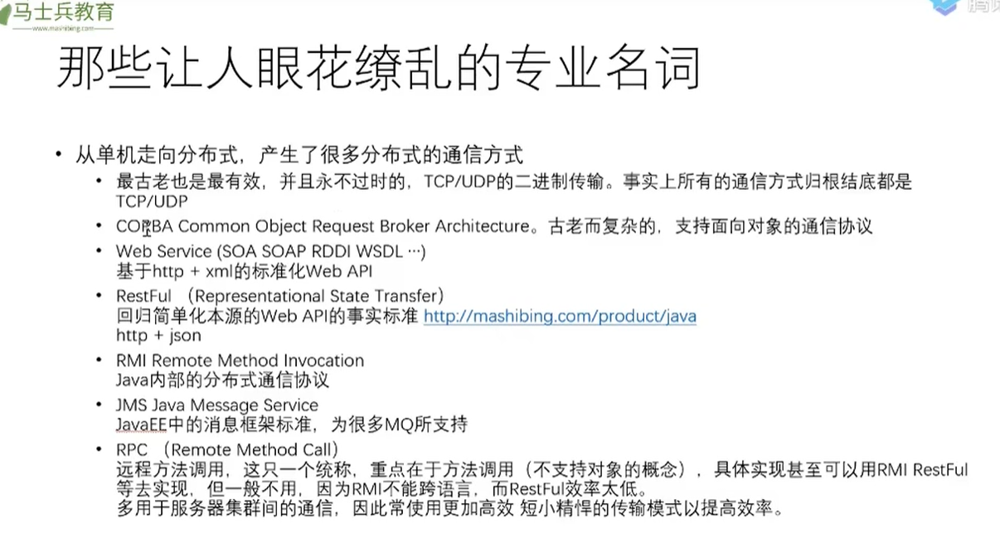 马士兵教育
www.mashibing.com
那些让人眼花缭乱的专业名词
• 从单机走向分布式，产生了很多分布式的通信方式
• 最古老也是最有效，并且永不过时的，TCP/UDP的二进制传输。事实上所有的通信方式归根结底都是
TCP/UDP
• CORBA Common Object Request Broker Architecture。古老而复杂的，支持面向对象的通信协议
• Web Service (SOA SOAP RDDI WSDL …)
基于http + xml的标准化Web API
• RestFul （Representational State Transfer）
回归简单化本源的Web API的事实标准 http://mashibing.com/product/java
http + json
• RMI Remote Method Invocation
Java内部的分布式通信协议
• JMS Java Message Service
JavaEE中的消息框架标准，为很多MQ所支持
• RPC （Remote Method Call）
远程方法调用，这只一个统称，重点在于方法调用（不支持对象的概念），具体实现甚至可以用RMI RestFul
等去实现，但一般不用，因为RMI不能跨语言，而RestFul效率太低。
多用于服务器集群间的通信，因此常使用更加高效 短小精悍的传输模式以提高效率。